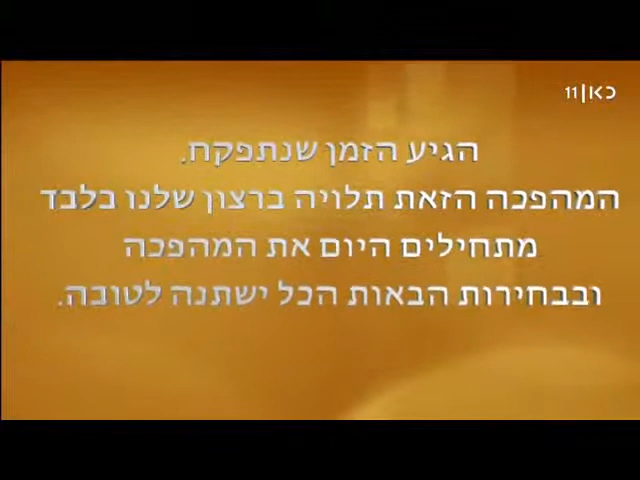 כאן|11
הגיע הזמן שנתפקח.
המהפכה הזאת תלויה ברצון שלנו בלבד
מתחילים היום את המהפכה
ובבחירות הבאות הכל ישתנה לטובה.